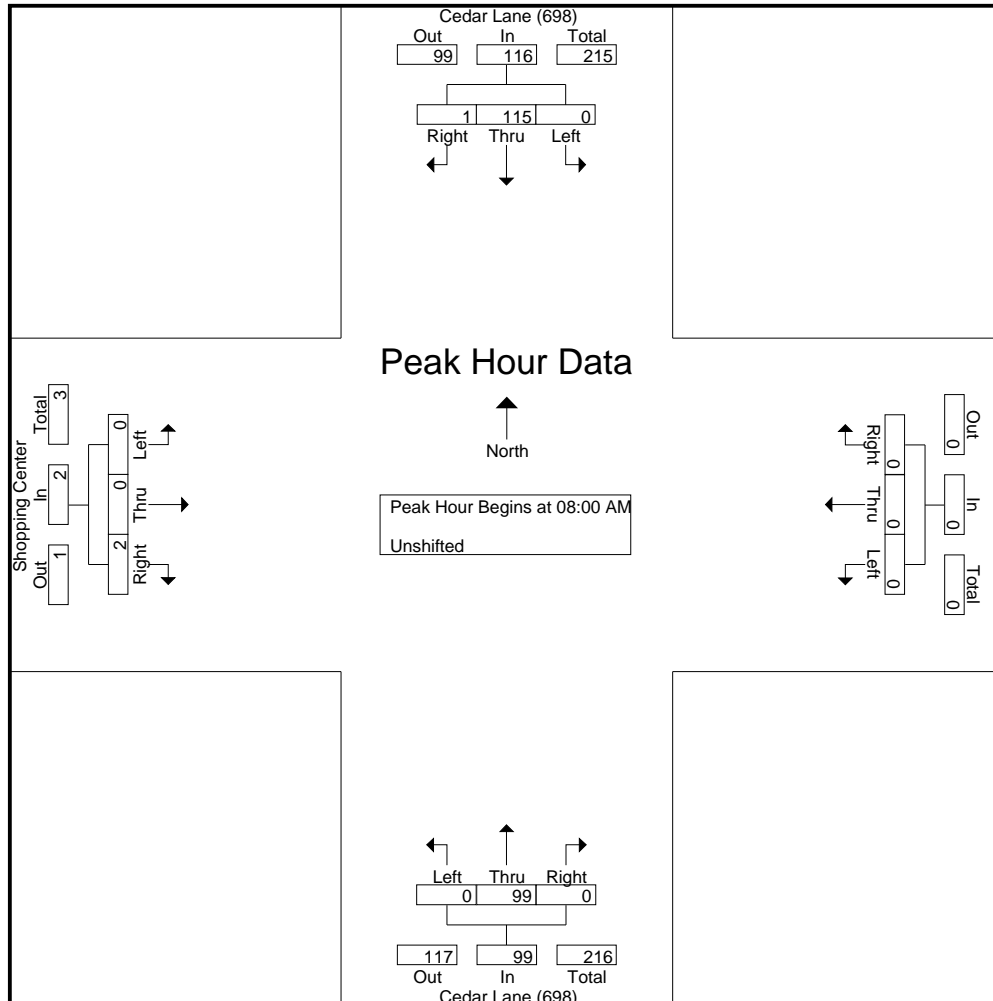 Cedar Lane (698)
Out In Total
99 116 215
1 115 0
Right Thru Left
Peak Hour Data
North
Peak Hour Begins at 08:00 AM
Unshifted
Shopping Center
Out In Total
1 2 3
0 0 2
Left Thru Right
Right Thru Left
0 0 0
Out In Total
0 0 0
Left Thru Right
0 99 0
117 99 216
Out In Total
Cedar Lane (698)